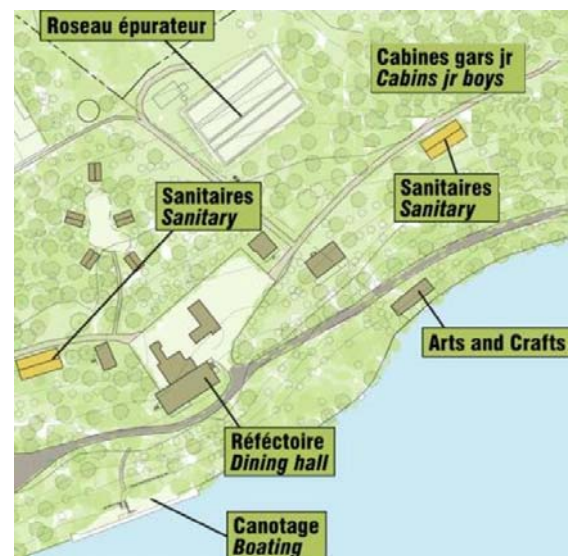 Roseau épurateur
Cabines gars jr
Cabins jr boys
Sanitaires
Sanitary
Sanitaires
Sanitary
Arts and Crafts
Réféctoire
Dining hall
Canotage
Boating